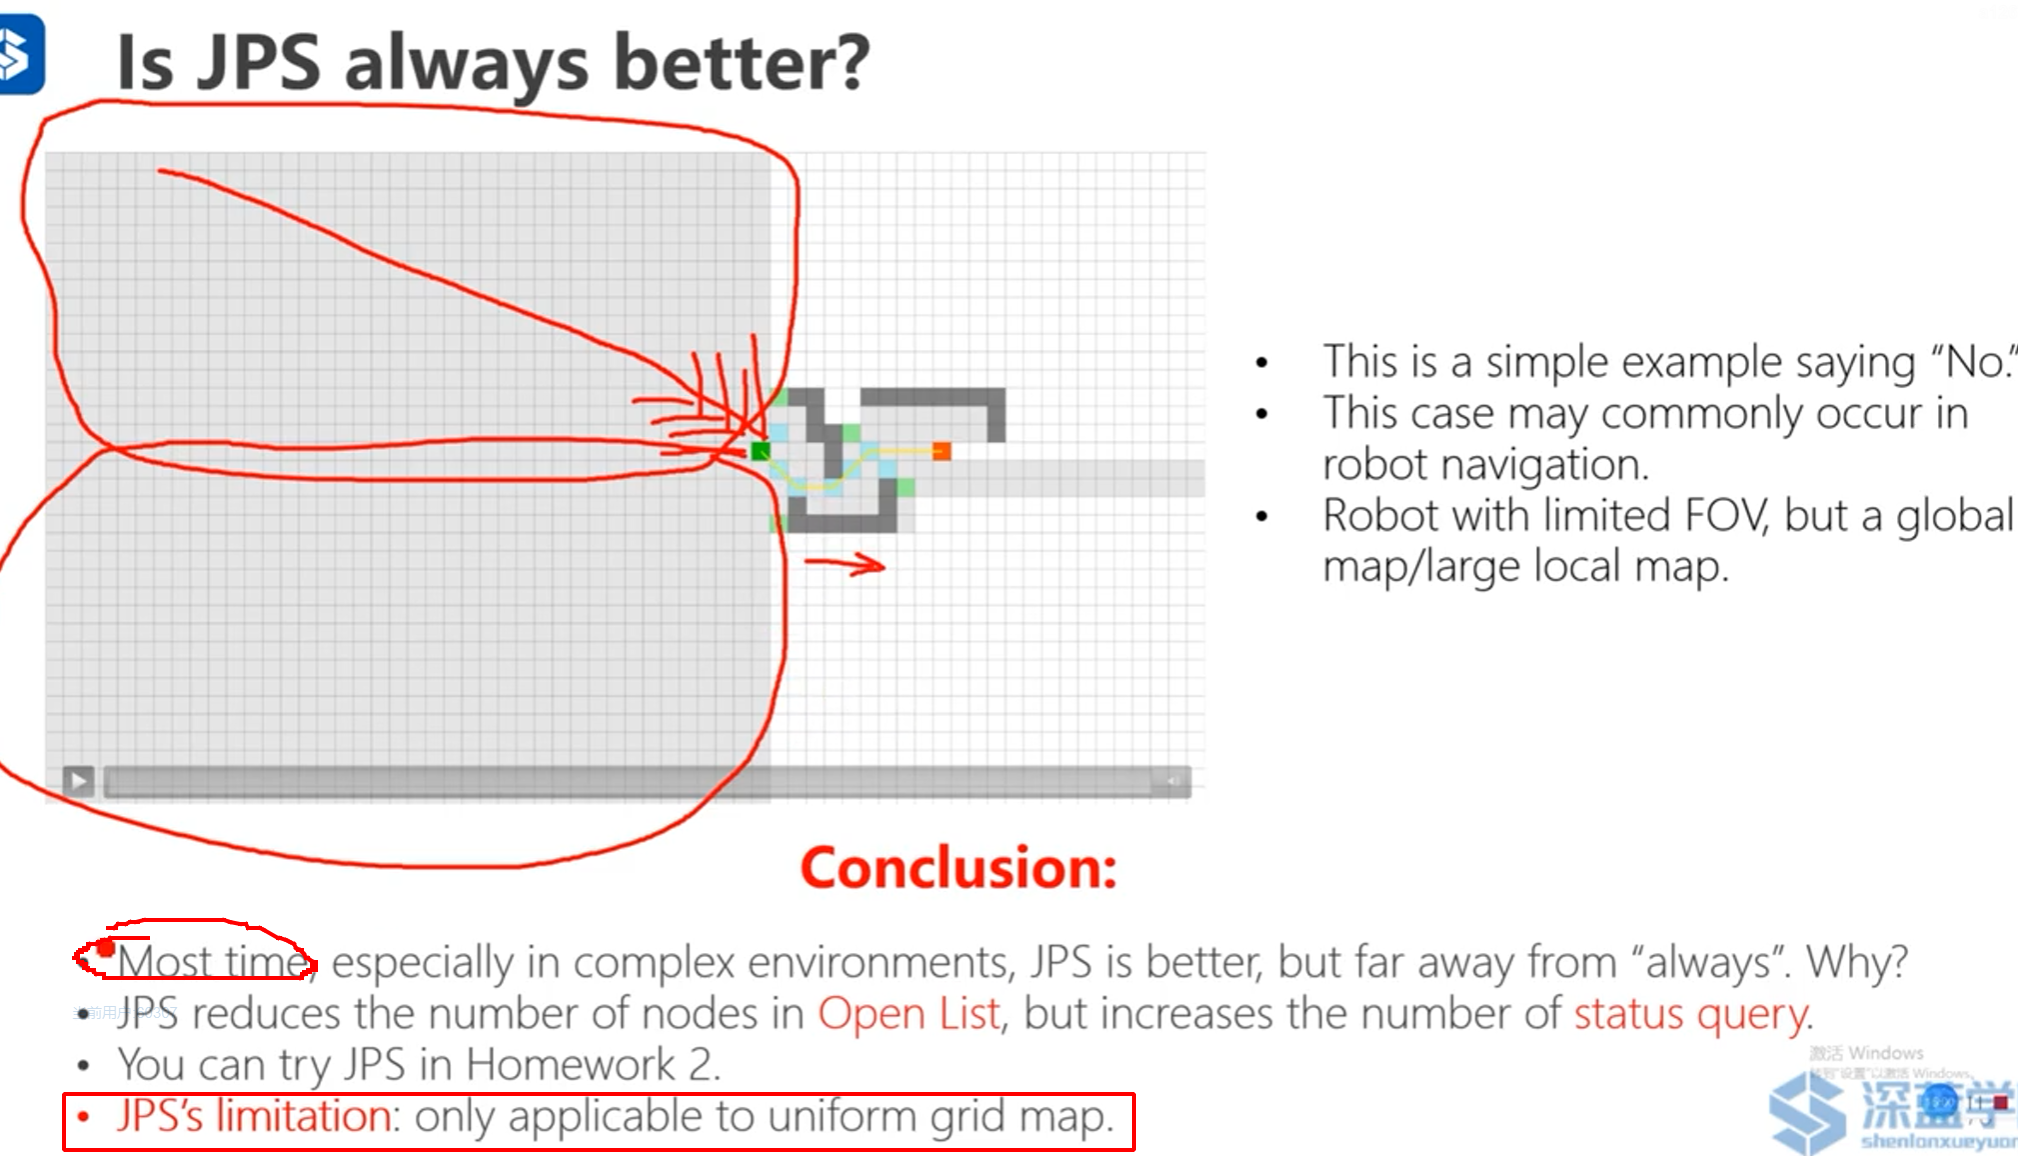 Is JPS always better?
• This is a simple example saying “No.”
• This case may commonly occur in
robot navigation.
• Robot with limited FOV, but a global
map/large local map.
Conclusion:
• Most time, especially in complex environments, JPS is better, but far away from “always”. Why?
• JPS reduces the number of nodes in Open List, but increases the number of status query.
• You can try JPS in Homework 2.
• JPS’s limitation: only applicable to uniform grid map.
激活 Windows
转到“设置”以激活 Windows。
深蓝学
shenlanxueyuan